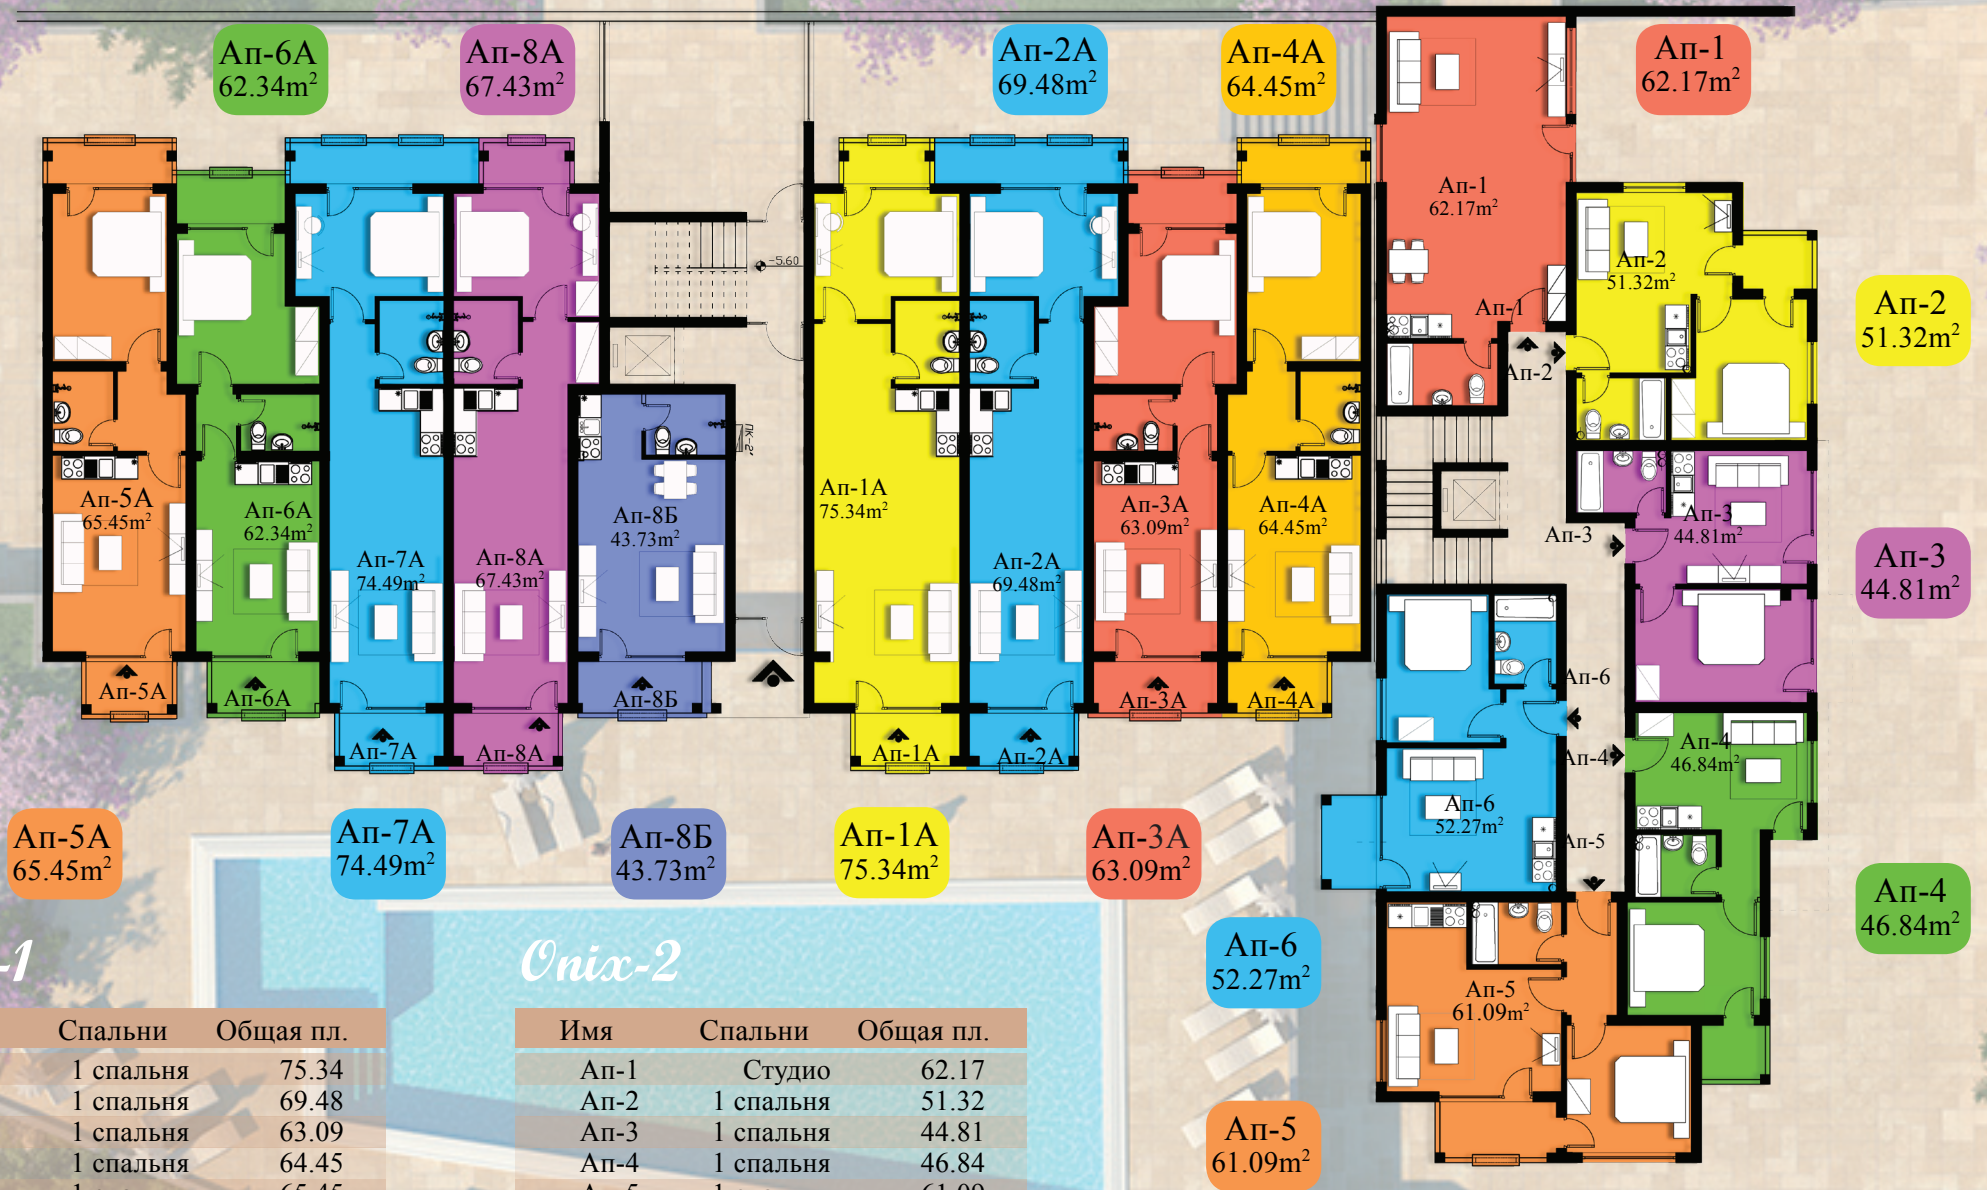 Ап-6А
62.34m²
Ап-8А
67.43m²
Ап-2А
69.48m²
Ап-4А
64.45m²
Ап-1
62.17m²
Ап-1
62.17m²
-5.60
Ап-2
51.32m²
Ап-1
Ап-2
Ап-2
51.32m²
ПК-2"
Ап-5А
65.45m²
Ап-6А
62.34m²
Ап-7А
74.49m²
Ап-8А
67.43m²
Ап-8Б
43.73m²
Ап-1А
75.34m²
Ап-2А
69.48m²
Ап-3А
63.09m²
Ап-4А
64.45m²
Ап-3
Ап-3
44.81m²
Ап-3
44.81m²
Ап-5А
Ап-6А
Ап-7А
Ап-8А
Ап-8Б
Ап-1А
Ап-2А
Ап-3А
Ап-4А
Ап-6
Ап-4
Ап-4
46.84m²
Ап-6
52.27m²
Ап-5
Ап-5А
65.45m²
Ап-7А
74.49m²
Ап-8Б
43.73m²
Ап-1А
75.34m²
Ап-3А
63.09m²
Ап-4
46.84m²
Ап-6
52.27m²
Ап-5
61.09m²
Ап-5
61.09m²
-1
Спальни Общая пл.
1 спальня 75.34
1 спальня 69.48
1 спальня 63.09
1 спальня 64.45
Onix-2
Имя Спальни Общая пл.
Ап-1 Студио 62.17
Ап-2 1 спальня 51.32
Ап-3 1 спальня 44.81
Ап-4 1 спальня 46.84